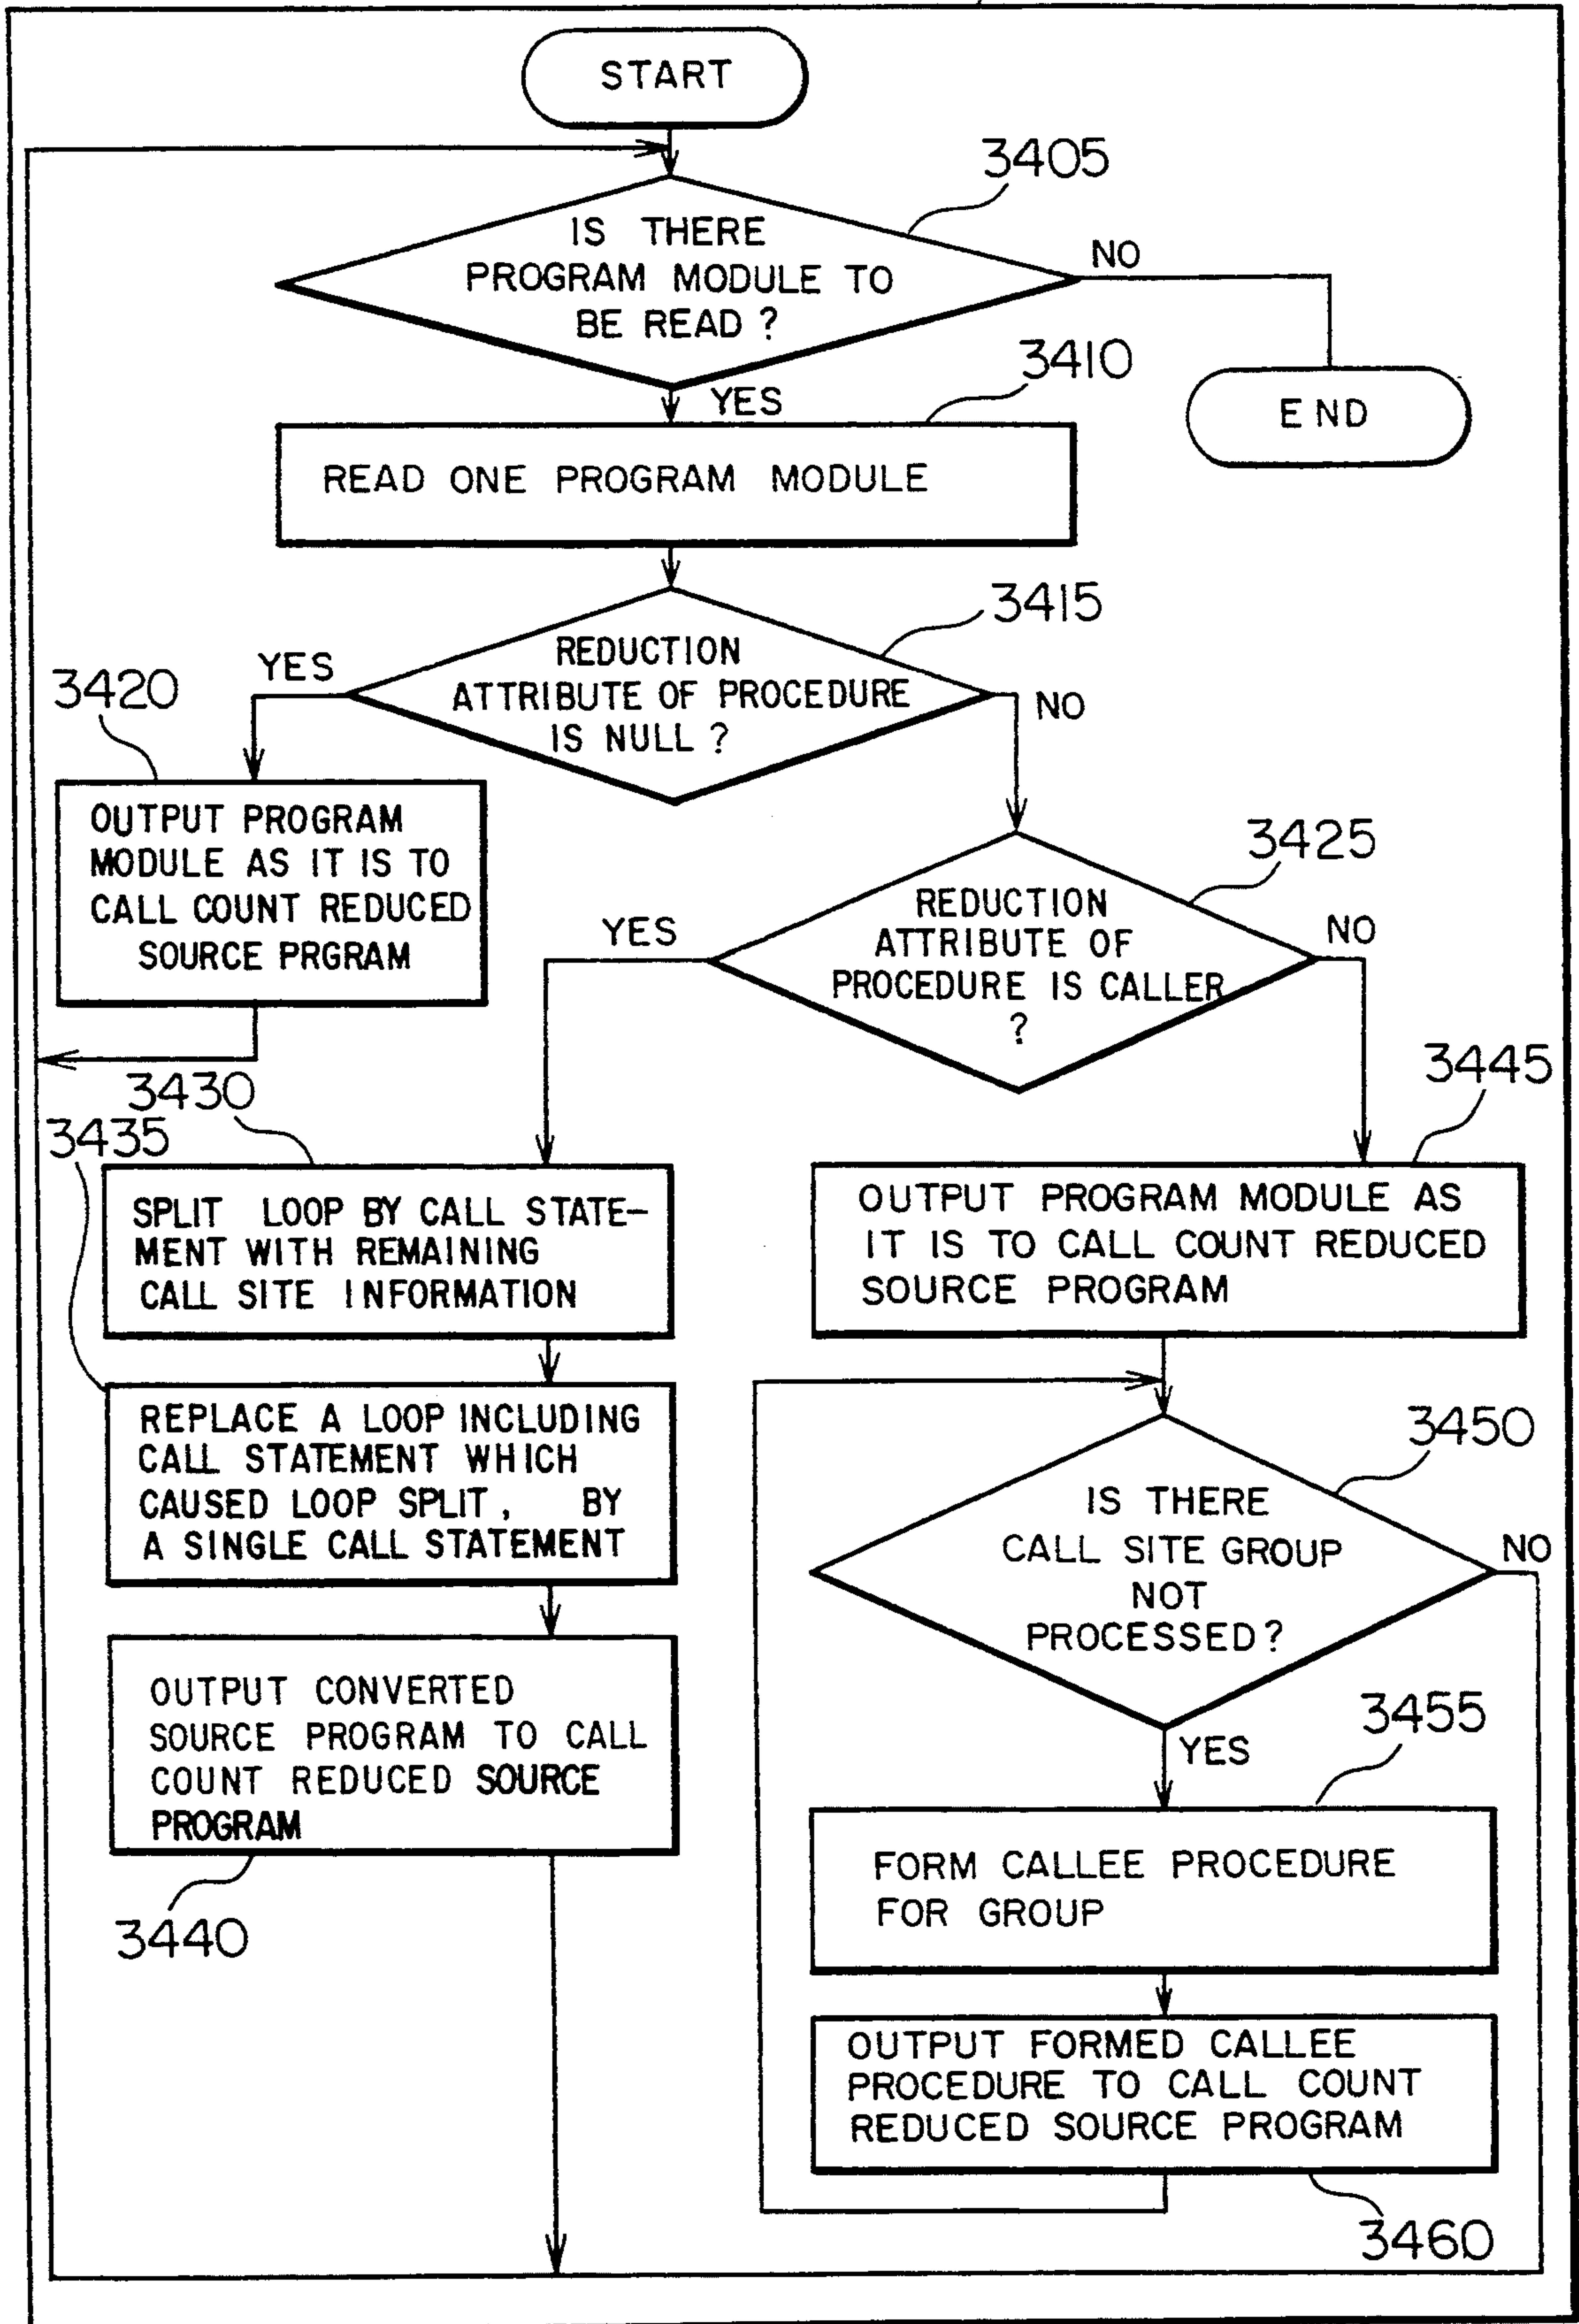 START
3405
IS THERE
PROGRAM MODULE TO
BE READ ?
NO
END
YES
3410
READ ONE PROGRAM MODULE
3415
REDUCTION
ATTRIBUTE OF PROCEDURE
IS NULL ?
YES
NO
3420
OUTPUT PROGRAM
MODULE AS IT IS TO
CALL COUNT REDUCED
SOURCE PRGRAM
3425
REDUCTION
ATTRIBUTE OF
PROCEDURE IS CALLER
?
YES
NO
3430
SPLIT LOOP BY CALL STATE-
MENT WITH REMAINING
CALL SITE INFORMATION
3435
REPLACE A LOOP INCLUDING
CALL STATEMENT WHICH
CAUSED LOOP SPLIT, BY
A SINGLE CALL STATEMENT
OUTPUT CONVERTED
SOURCE PROGRAM TO CALL
COUNT REDUCED SOURCE
PROGRAM
3440
3445
OUTPUT PROGRAM MODULE AS
IT IS TO CALL COUNT REDUCED
SOURCE PROGRAM
3450
IS THERE
CALL SITE GROUP
NOT
PROCESSED ?
NO
YES
3455
FORM CALLEE PROCEDURE
FOR GROUP
OUTPUT FORMED CALLEE
PROCEDURE TO CALL COUNT
REDUCED SOURCE PROGRAM
3460